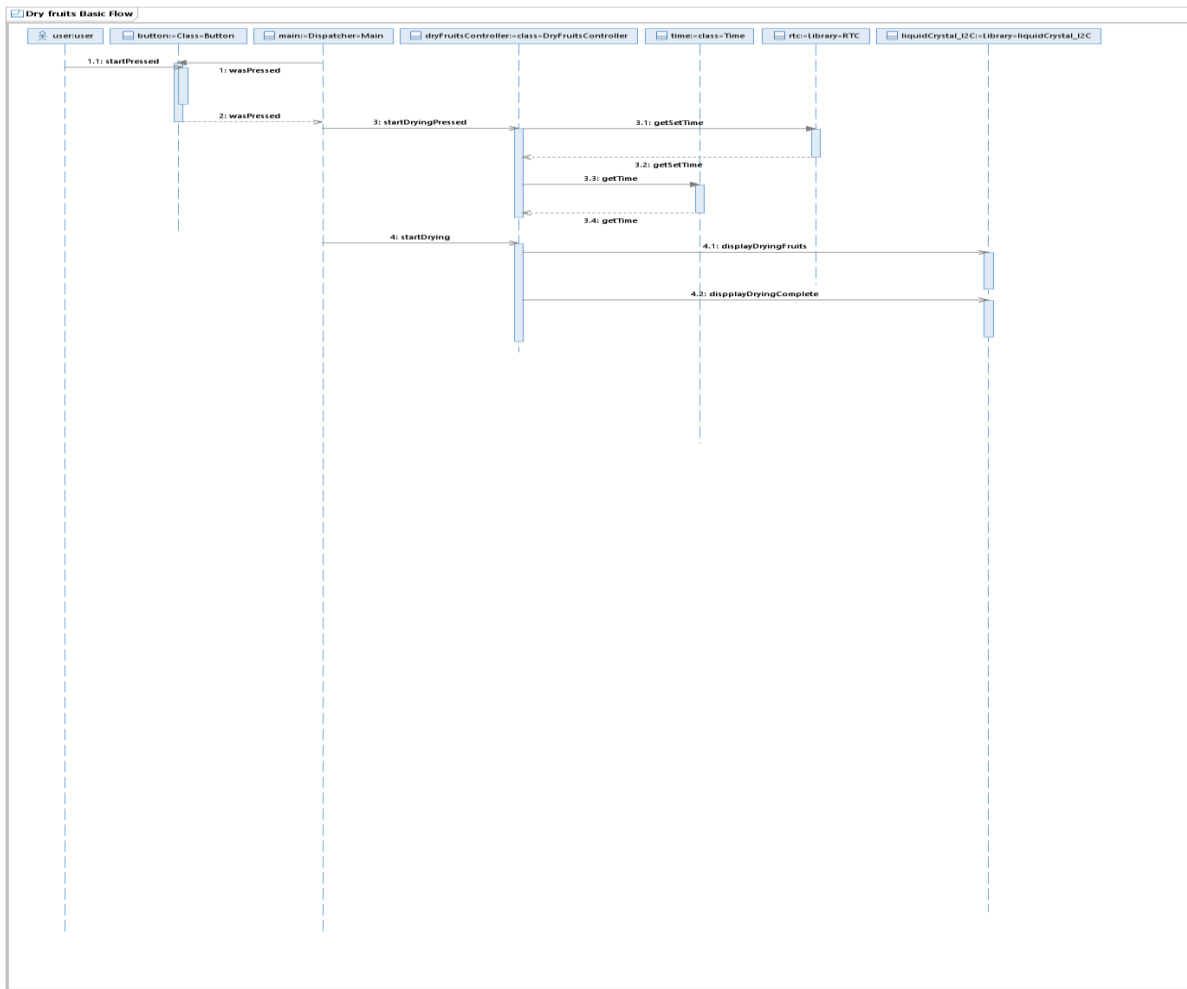 Dry fruits Basic Flow
user:user
button:=Class=Button
main:=Dispatcher=Main
dryFruitsController:=class=DryFruitsController
time:=class=Time
rtc:=Library=RTC
liquidCrystal_I2C:=Library=liquidCrystal_I2C
1.1: startPressed
1: wasPressed
2: wasPressed
3: startDryingPressed
3.1: getSetTime
3.2: getSetTime
3.3: getTime
3.4: getTime
4: startDrying
4.1: displayDryingFruits
4.2: dispplayDryingComplete